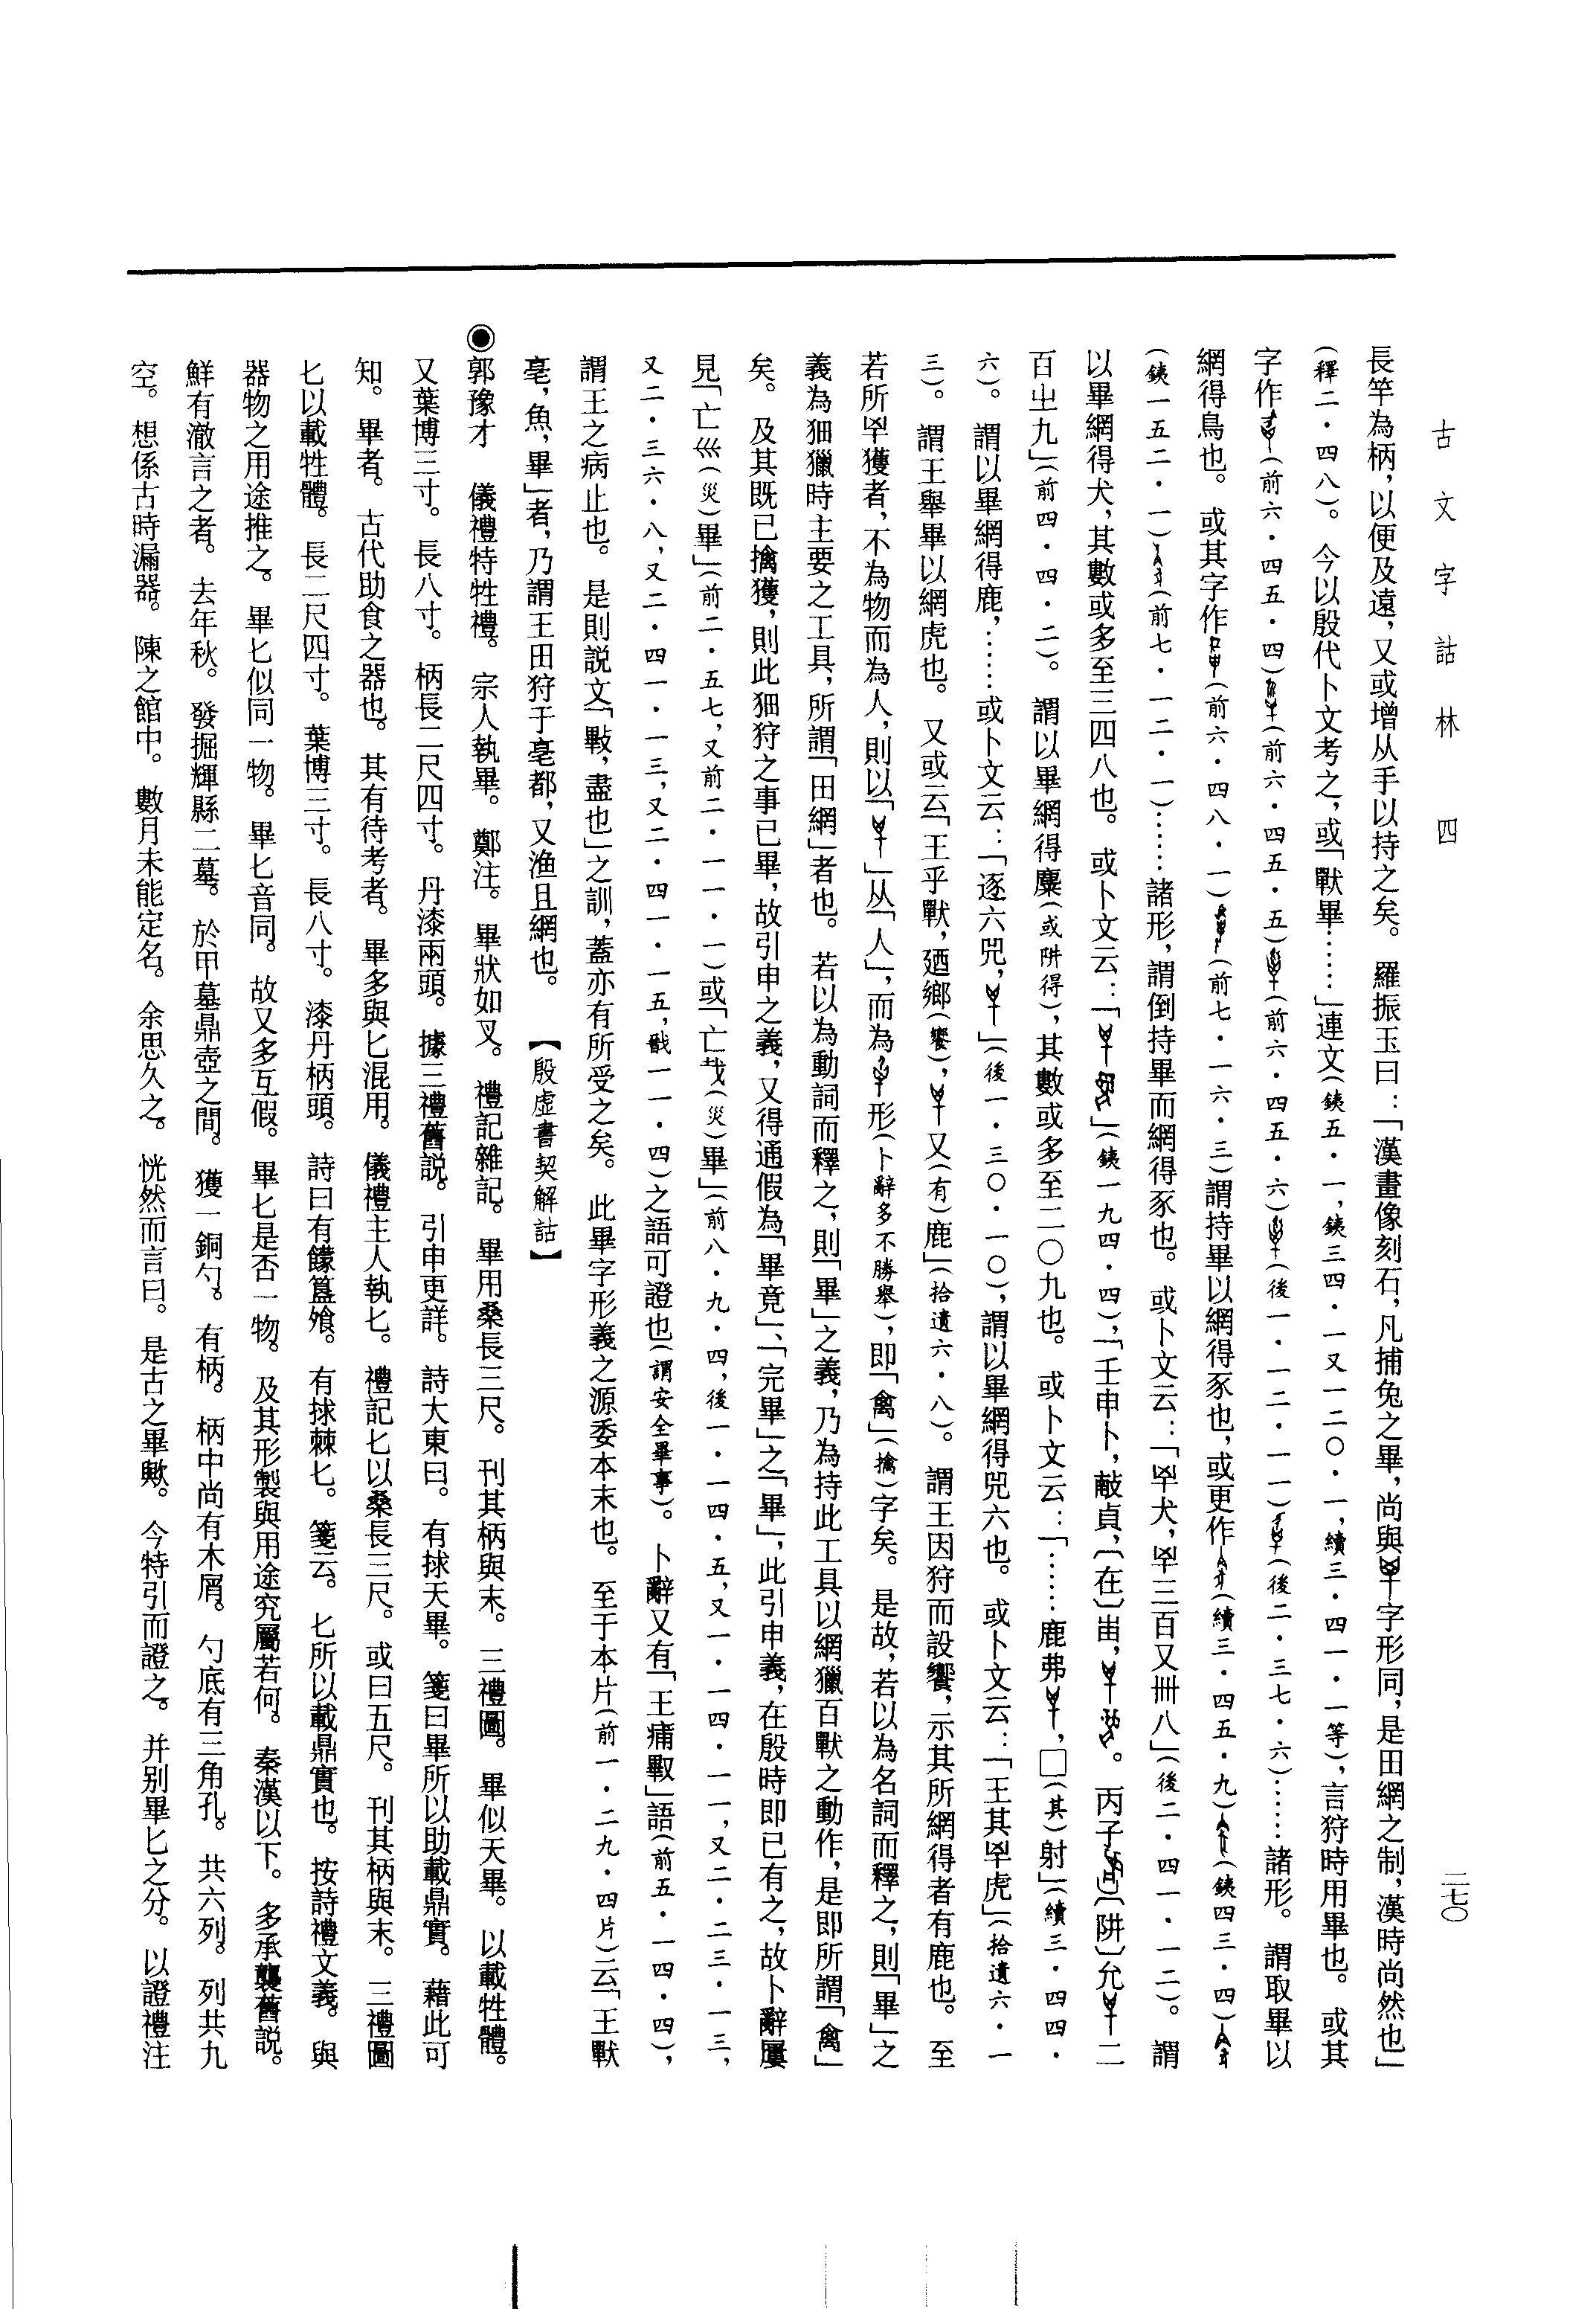 古文字詁林 四
二七〇
長竿為柄，以便及遠，又或增从手以持之矣。羅振玉曰：「漢畫像刻石，凡捕兔之畢，尚與字形同，是田網之制，漢時尚然也」
（釋二·四八）。今以殷代卜文考之，或「獸畢……」連文（鐵五·一，鐵三四·一又一二〇·一，續三·四一·一等），言狩時用畢也。或其
字作（前六·四五·四）（前六·四五·五）（前六·四五·六）（後一·一二·一一）（後二·三七·六）……諸形。謂取畢以
網得鳥也。或其字作（前六·四八·一）（前七·一六·三）謂持畢以網得豕也，或更作（續三·四五·九）（鐵四三·四）
（鐵一五二·一）（前七·一二·一）……諸形，謂倒持畢而網得豕也。或卜文云：「𢆉犬，𢆉三百又卌八」（後二·四一·一二）。謂
以畢網得犬，其數或多至三四八也。或卜文云：「」（鐵一九四·四），「壬申卜，㱿貞，〔在〕㞷，。丙子〔阱〕允二
百㞢九」（前四·四·二）。謂以畢網得麋（或阱得），其數或多至二〇九也。或卜文云：「……鹿弗，□（其）射」（續三·四四·
六）。謂以畢網得鹿，……或卜文云：「逐六兕，」（後一·三〇·一〇），謂以畢網得兕六也。或卜文云：「王其𢆉虎」（拾遺六·一
三）。謂王舉畢以網虎也。又或云「王乎獸，廼鄉（饗），又（有）鹿」（拾遺六·八）。謂王因狩而設饗，示其所網得者有鹿也。至
若所𢆉獲者，不為物而為人，則以「」从「人」，而為形（卜辭多不勝舉），即「禽」（擒）字矣。是故，若以為名詞而釋之，則「畢」之
義為狃獵時主要之工具，所謂「田網」者也。若以為動詞而釋之，則「畢」之義，乃為持此工具以網獵百獸之動作，是即所謂「禽」
矣。及其既已擒獲，則此狃狩之事已畢，故引申之義，又得通假為「畢竟」、「完畢」之「畢」，此引申義，在殷時即已有之，故卜辭屢
見「亡巛（災）畢」（前二·五七，又前二·一一·一）或「亡𢦏（災）畢」（前八·九·四，後一·一四·五，又一·一四·一一，又二·二三·一三，
又二·三六·八，又二·四一·一三，又二·四一·一五，戩一一·四）之語可證也（謂安全畢事）。卜辭又有「王𤶊㪤」語（前五·一四·四），
謂王之病止也。是則説文「㪤，盡也」之訓，蓋亦有所受之矣。此畢字形義之源委本末也。至于本片（前一·二九·四片）云「王獸
亳，魚，畢」者，乃謂王田狩于亳都，又漁且網也。【殷虛書契解詁】
◉郭豫才　儀禮特牲禮。宗人執畢。鄭注。畢狀如叉。禮記雜記。畢用桑長三尺。刊其柄與末。三禮圖。畢似天畢。以載牲體。
又葉博三寸。長八寸。柄長二尺四寸。丹漆兩頭。據三禮舊説。引申更詳。詩大東曰。有捄天畢。箋曰畢所以助載鼎實。藉此可
知。畢者。古代助食之器也。其有待考者。畢多與匕混用。儀禮主人執匕。禮記匕以桑長三尺。或曰五尺。刊其柄與末。三禮圖
匕以載牲體。長二尺四寸。葉博三寸。長八寸。漆丹柄頭。詩曰有饛簋飧。有捄棘匕。箋云。匕所以載鼎實也。按詩禮文義。與
器物之用途推之。畢匕似同一物。畢匕音同。故又多互假。畢匕是否一物。及其形製與用途究屬若何。秦漢以下。多承襲舊説。
鮮有澈言之者。去年秋。發掘輝縣二墓。於甲墓鼎壺之間。獲一銅勺。有柄。柄中尚有木屑。勺底有三角孔。共六列。列共九
空。想係古時漏器。陳之館中。數月未能定名。余思久之。恍然而言曰。是古之畢歟。今特引而證之。并別畢匕之分。以證禮注